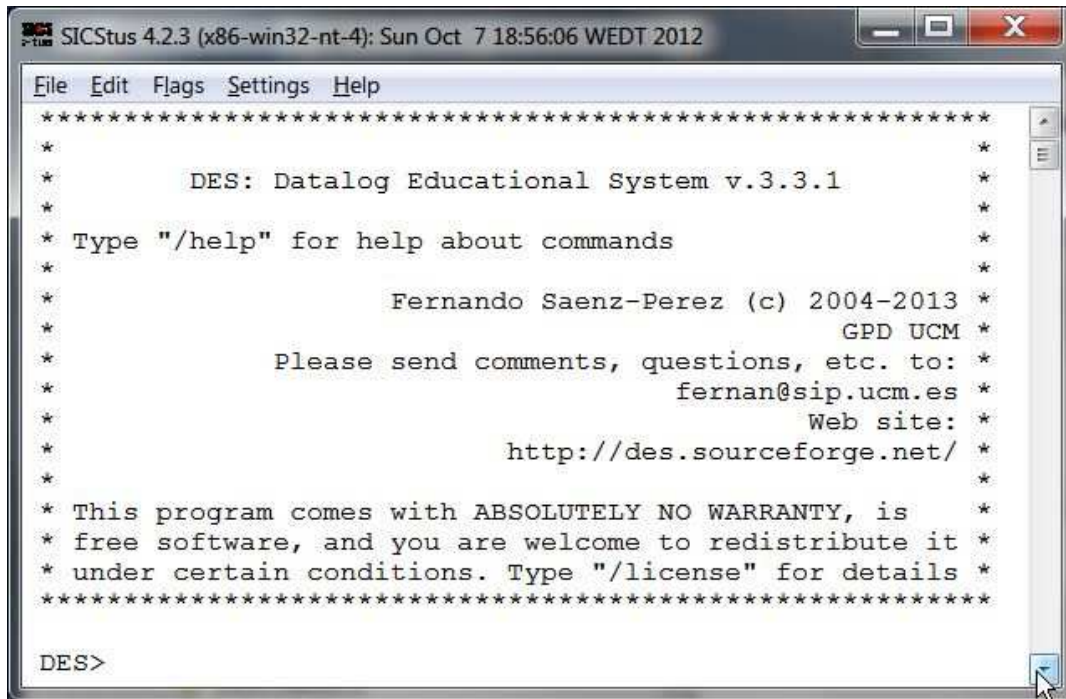 SICStus 4.2.3 (x86-win32-nt-4): Sun Oct 7 18:56:06 WEDT 2012
File Edit Flags Settings Help
*********************************************************
* *
* DES: Datalog Educational System v.3.3.1 *
* *
* Type "/help" for help about commands *
* *
* Fernando Saenz-Perez (c) 2004-2013 *
* GPD UCM *
* Please send comments, questions, etc. to: *
* fernan@sip.ucm.es *
* Web site: *
* http://des.sourceforge.net/ *
* *
* This program comes with ABSOLUTELY NO WARRANTY, is *
* free software, and you are welcome to redistribute it *
* under certain conditions. Type "/license" for details *
*********************************************************
DES>